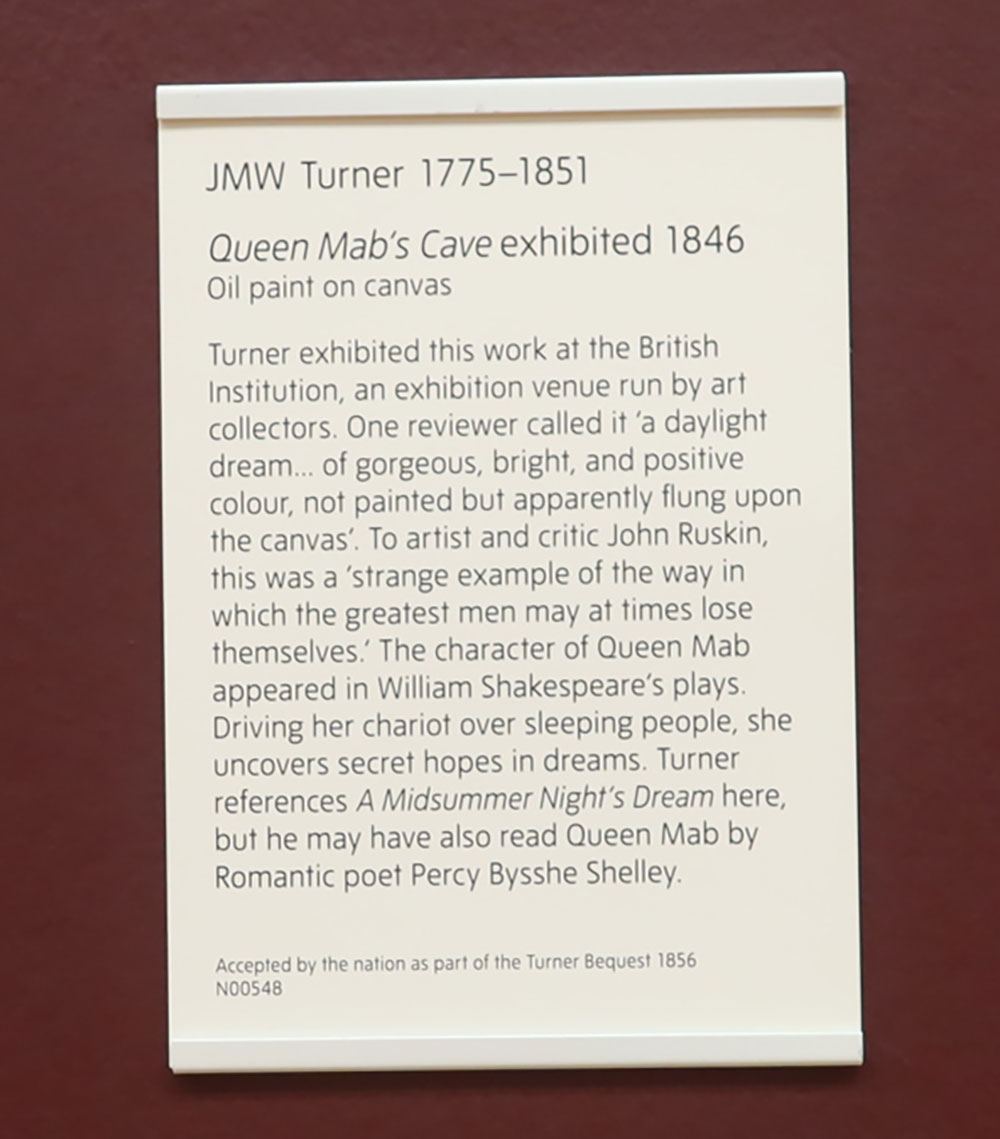 JMW Turner 1775–1851
Queen Mab's Cave exhibited 1846
Oil paint on canvas
Turner exhibited this work at the British
Institution, an exhibition venue run by art
collectors. One reviewer called it 'a daylight
dream... of gorgeous, bright, and positive
colour, not painted but apparently flung upon
the canvas'. To artist and critic John Ruskin,
this was a 'strange example of the way in
which the greatest men may at times lose
themselves.' The character of Queen Mab
appeared in William Shakespeare's plays.
Driving her chariot over sleeping people, she
uncovers secret hopes in dreams. Turner
references A Midsummer Night's Dream here,
but he may have also read Queen Mab by
Romantic poet Percy Bysshe Shelley.
Accepted by the nation as part of the Turner Bequest 1856
N00548